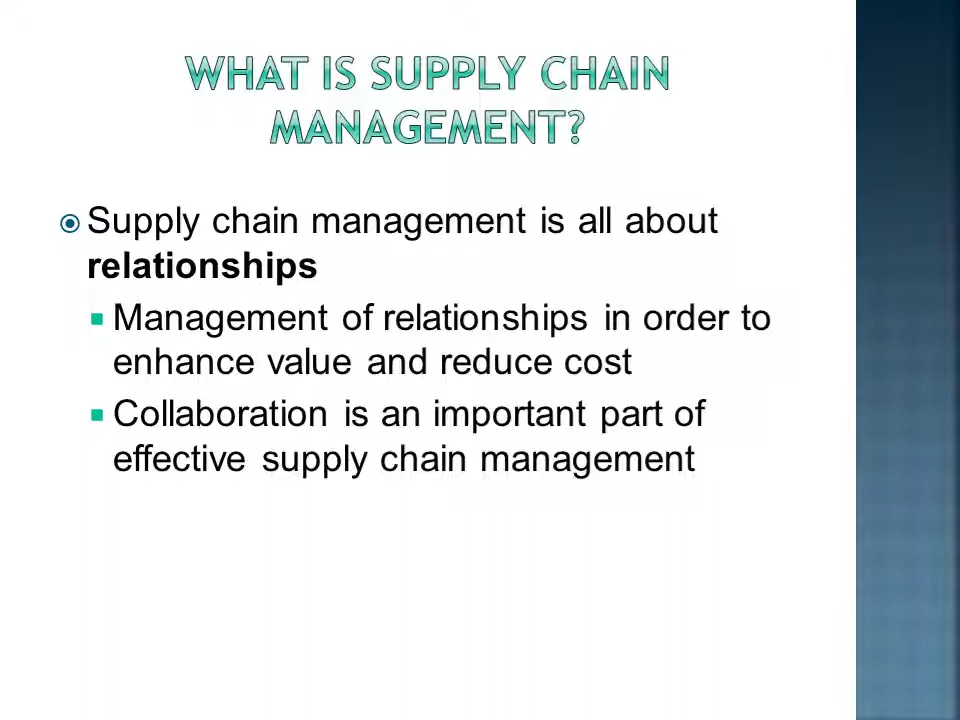 WHAT IS SUPPLY CHAIN
MANAGEMENT?
Supply chain management is all about
relationships
Management of relationships in order to
enhance value and reduce cost
Collaboration is an important part of
effective supply chain management